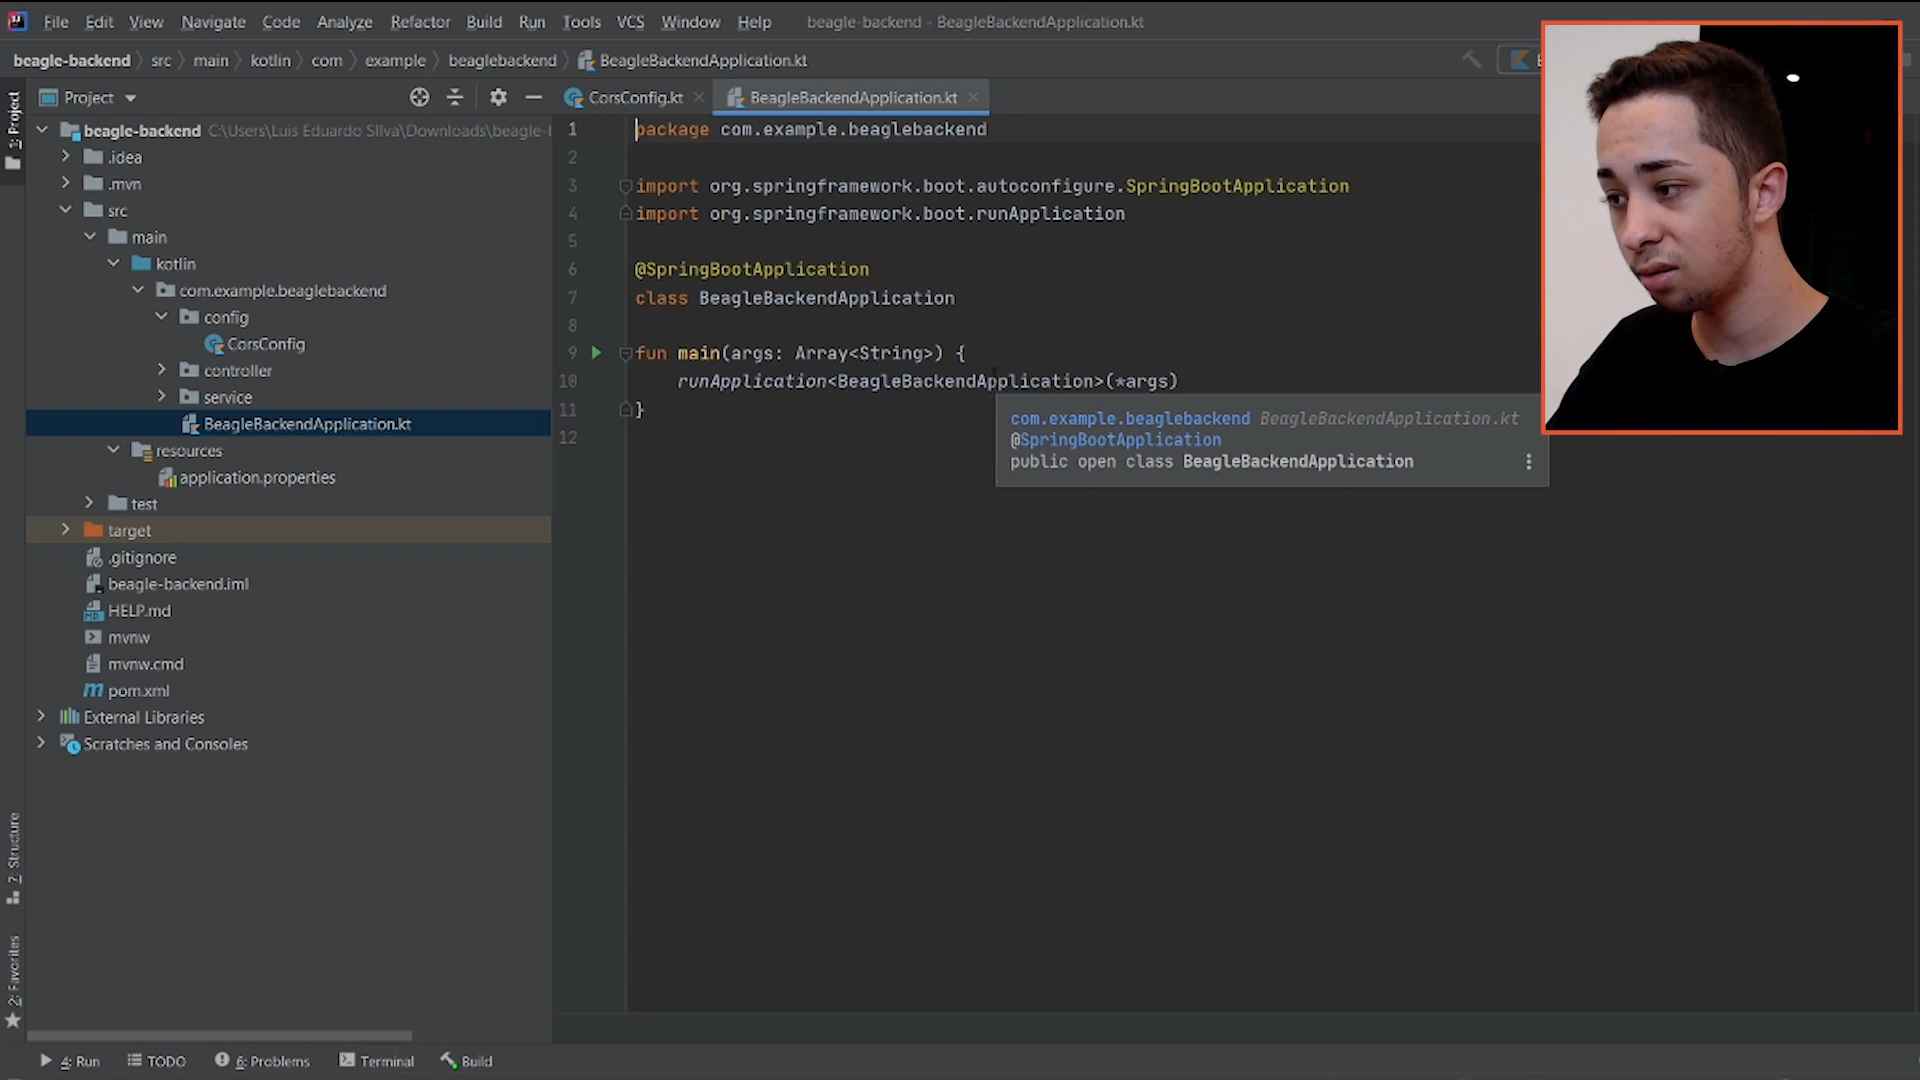 File Edit View Navigate Code Analyze Refactor Build Run Tools VCS Window Help beagle-backend - BeagleBackendApplication.kt
beagle-backend src main kotlin com example beaglebackend BeagleBackendApplication.kt
1: Project
Project
CorsConfig.kt BeagleBackendApplication.kt
beagle-backend C:\Users\Luis Eduardo SIlva\Downloads\beagle-
.idea
.mvn
src
main
kotlin
com.example.beaglebackend
config
CorsConfig
controller
service
BeagleBackendApplication.kt
resources
application.properties
test
target
.gitignore
beagle-backend.iml
HELP.md
mvnw
mvnw.cmd
pom.xml
External Libraries
Scratches and Consoles
1 package com.example.beaglebackend
2
3 import org.springframework.boot.autoconfigure.SpringBootApplication
4 import org.springframework.boot.runApplication
5
6 @SpringBootApplication
7 class BeagleBackendApplication
8
9 fun main(args: Array<String>) {
10 runApplication<BeagleBackendApplication>(*args)
11 }
12
com.example.beaglebackend BeagleBackendApplication.kt
@SpringBootApplication
public open class BeagleBackendApplication
7: Structure
2: Favorites
4: Run TODO 6: Problems Terminal Build